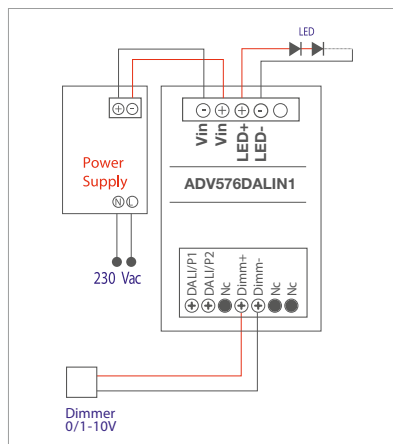 LED
+ -
- + + -
Vin
Vin
LED+
LED-
Power
Supply
ADV576DALIN1
N L
230 Vac
DALI/P1
DALI/P2
Nc
Dimm+
Dimm-
Nc
Nc
+ + + +
Dimmer
0/1-10V